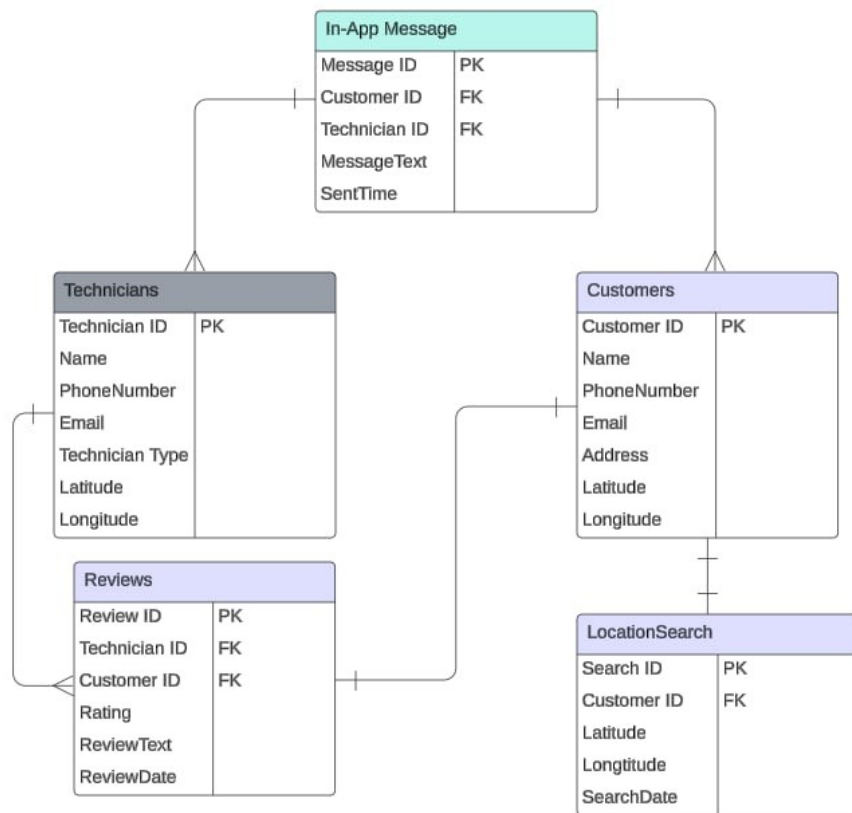 In-App Message
Message ID PK
Customer ID FK
Technician ID FK
MessageText
SentTime
Technicians
Technician ID PK
Name
PhoneNumber
Email
Technician Type
Latitude
Longitude
Customers
Customer ID PK
Name
PhoneNumber
Email
Address
Latitude
Longitude
Reviews
Review ID PK
Technician ID FK
Customer ID FK
Rating
ReviewText
ReviewDate
LocationSearch
Search ID PK
Customer ID FK
Latitude
Longtitude
SearchDate